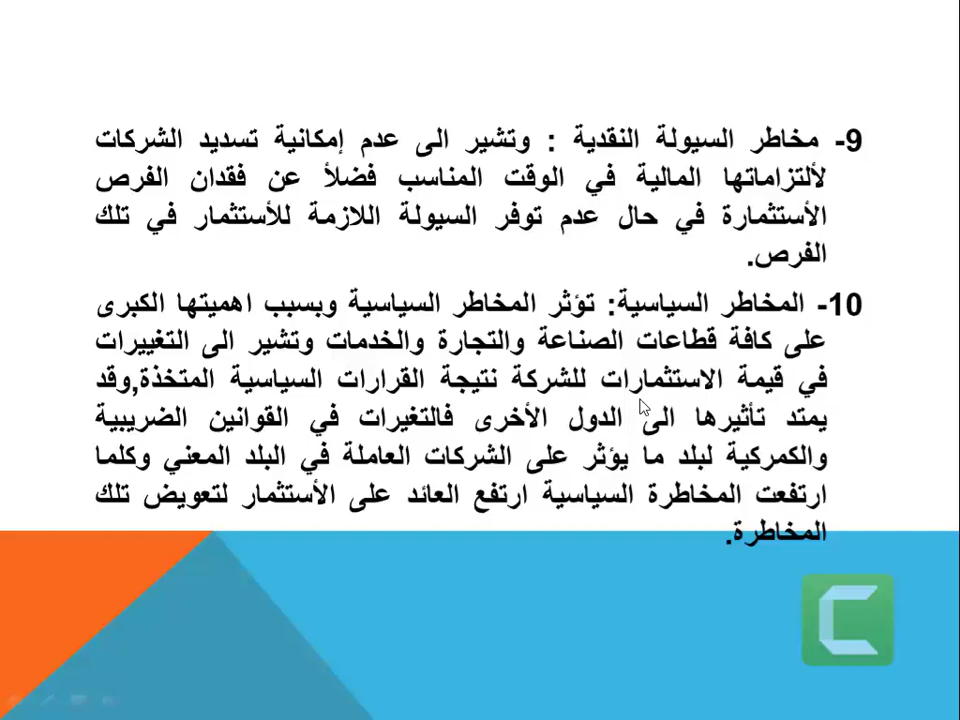 9- مخاطر السيولة النقدية : وتشير الى عدم إمكانية تسديد الشركات
لألتزاماتها المالية في الوقت المناسب فضلاً عن فقدان الفرص
الأستثمارة في حال عدم توفر السيولة اللازمة للأستثمار في تلك
الفرص.
10- المخاطر السياسية: تؤثر المخاطر السياسية وبسبب اهميتها الكبرى
على كافة قطاعات الصناعة والتجارة والخدمات وتشير الى التغييرات
في قيمة الاستثمارات للشركة نتيجة القرارات السياسية المتخذة,وقد
يمتد تأثيرها الى الدول الأخرى فالتغيرات في القوانين الضريبية
والكمركية لبلد ما يؤثر على الشركات العاملة في البلد المعني وكلما
ارتفعت المخاطرة السياسية ارتفع العائد على الأستثمار لتعويض تلك
المخاطرة.